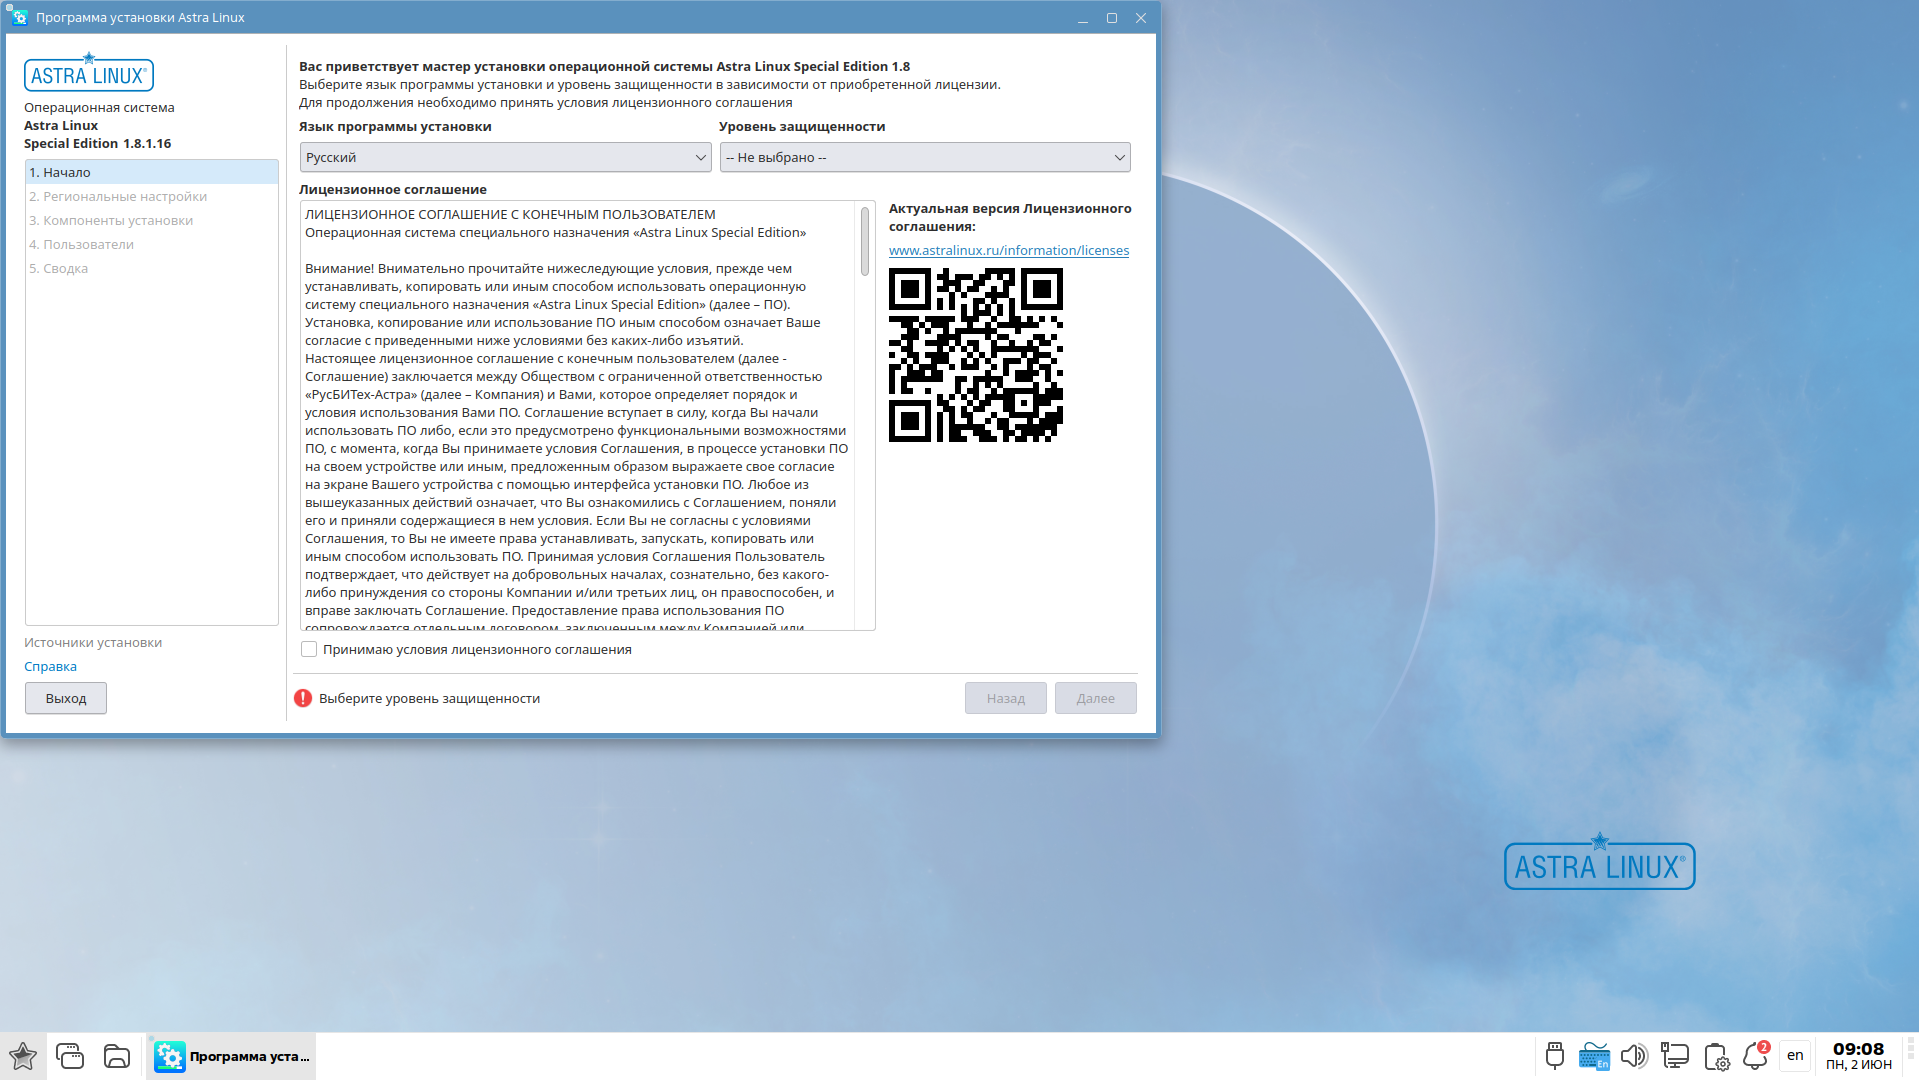 Программа установки Astra Linux
ASTRA LINUX®
Операционная система
Astra Linux
Special Edition 1.8.1.16
1. Начало
2. Региональные настройки
3. Компоненты установки
4. Пользователи
5. Сводка
Источники установки
Справка
Выход
Вас приветствует мастер установки операционной системы Astra Linux Special Edition 1.8
Выберите язык программы установки и уровень защищенности в зависимости от приобретенной лицензии.
Для продолжения необходимо принять условия лицензионного соглашения
Язык программы установки
Уровень защищенности
Русский
-- Не выбрано --
Лицензионное соглашение
ЛИЦЕНЗИОННОЕ СОГЛАШЕНИЕ С КОНЕЧНЫМ ПОЛЬЗОВАТЕЛЕМ
Операционная система специального назначения «Astra Linux Special Edition»
Внимание! Внимательно прочитайте нижеследующие условия, прежде чем
устанавливать, копировать или иным способом использовать операционную
систему специального назначения «Astra Linux Special Edition» (далее – ПО).
Установка, копирование или использование ПО иным способом означает Ваше
согласие с приведенными ниже условиями без каких-либо изъятий.
Настоящее лицензионное соглашение с конечным пользователем (далее -
Соглашение) заключается между Обществом с ограниченной ответственностью
«РусБИТех-Астра» (далее – Компания) и Вами, которое определяет порядок и
условия использования Вами ПО. Соглашение вступает в силу, когда Вы начали
использовать ПО либо, если это предусмотрено функциональными возможностями
ПО, с момента, когда Вы принимаете условия Соглашения, в процессе установки ПО
на своем устройстве или иным, предложенным образом выражаете свое согласие
на экране Вашего устройства с помощью интерфейса установки ПО. Любое из
вышеуказанных действий означает, что Вы ознакомились с Соглашением, поняли
его и приняли содержащиеся в нем условия. Если Вы не согласны с условиями
Соглашения, то Вы не имеете права устанавливать, запускать, копировать или
иным способом использовать ПО. Принимая условия Соглашения Пользователь
подтверждает, что действует на добровольных началах, сознательно, без какого-
либо принуждения со стороны Компании и/или третьих лиц, он правоспособен, и
вправе заключать Соглашение. Предоставление права использования ПО
сопровождается отдельным договором, заключенным между Компанией или
Актуальная версия Лицензионного
соглашения:
www.astralinux.ru/information/licenses
Принимаю условия лицензионного соглашения
Выберите уровень защищенности
Назад
Далее
ASTRA LINUX®
Программа уста...
En
2
en
09:08
ПН, 2 ИЮН